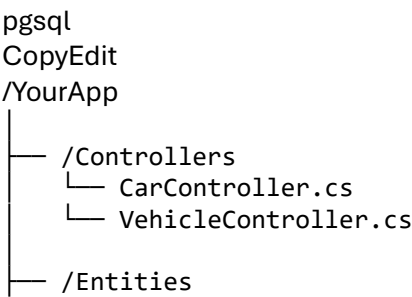 pgsql
CopyEdit
/YourApp
│
├── /Controllers
│   └── CarController.cs
│   └── VehicleController.cs
│
├── /Entities